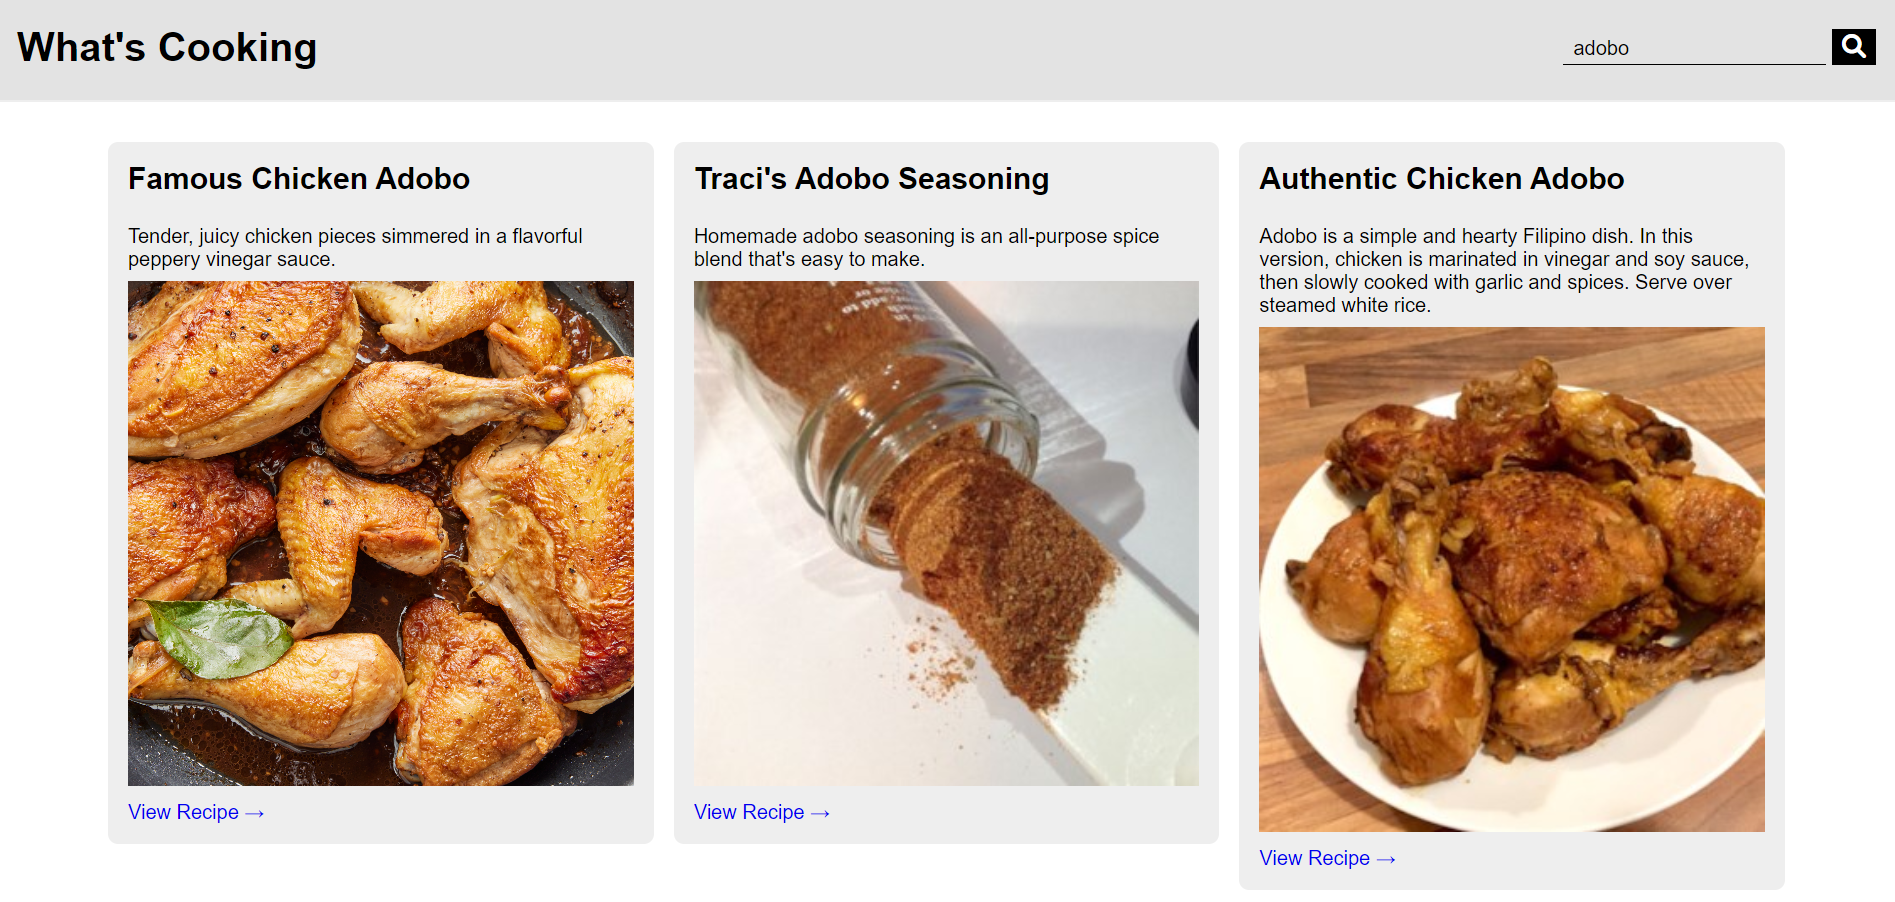 What's Cooking
adobo
Famous Chicken Adobo
Tender, juicy chicken pieces simmered in a flavorful
peppery vinegar sauce.
View Recipe →
Traci's Adobo Seasoning
Homemade adobo seasoning is an all-purpose spice
blend that's easy to make.
View Recipe →
Authentic Chicken Adobo
Adobo is a simple and hearty Filipino dish. In this
version, chicken is marinated in vinegar and soy sauce,
then slowly cooked with garlic and spices. Serve over
steamed white rice.
View Recipe →